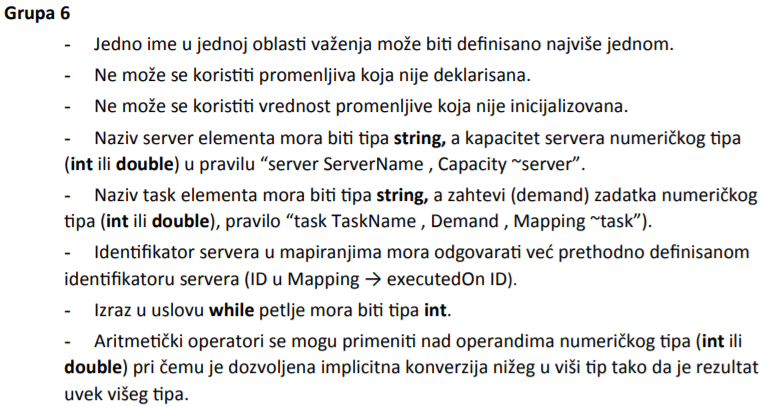 Grupa 6
- Jedno ime u jednoj oblasti važenja može biti definisano najviše jednom.
- Ne može se koristiti promenljiva koja nije deklarisana.
- Ne može se koristiti vrednost promenljive koja nije inicijalizovana.
- Naziv server elementa mora biti tipa string, a kapacitet servera numeričkog tipa
(int ili double) u pravilu “server ServerName , Capacity ~server”.
- Naziv task elementa mora biti tipa string, a zahtevi (demand) zadatka numeričkog
tipa (int ili double), pravilo “task TaskName , Demand , Mapping ~task”).
- Identifikator servera u mapiranjima mora odgovarati već prethodno definisanom
identifikatoru servera (ID u Mapping → executedOn ID).
- Izraz u uslovu while petlje mora biti tipa int.
- Aritmetički operatori se mogu primeniti nad operandima numeričkog tipa (int ili
double) pri čemu je dozvoljena implicitna konverzija nižeg u viši tip tako da je rezultat
uvek višeg tipa.